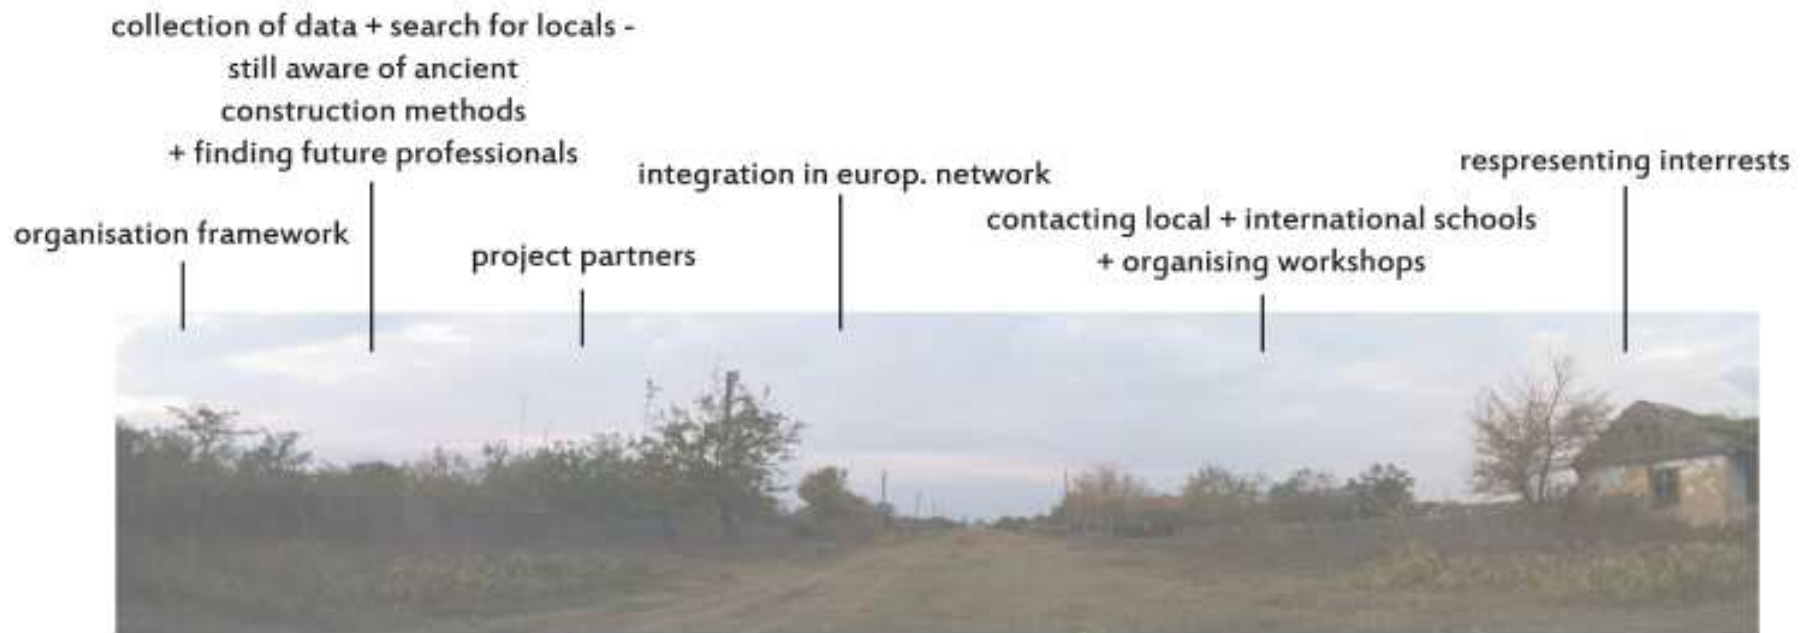 collection of data + search for locals -
still aware of ancient
construction methods
+ finding future professionals
organisation framework
project partners
integration in europ. network
contacting local + international schools
+ organising workshops
respresenting interrests